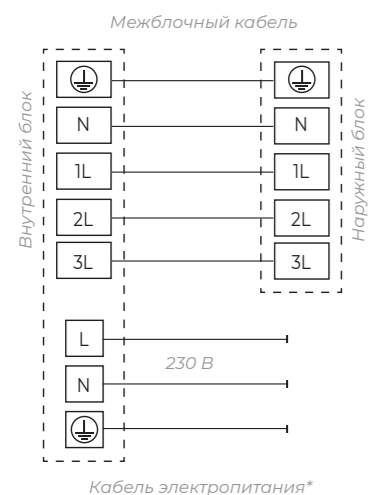 Межблочный кабель
Внутренний блок
Наружный блок
N N
1L 1L
2L 2L
3L 3L
L
230 В
N
Кабель электропитания*